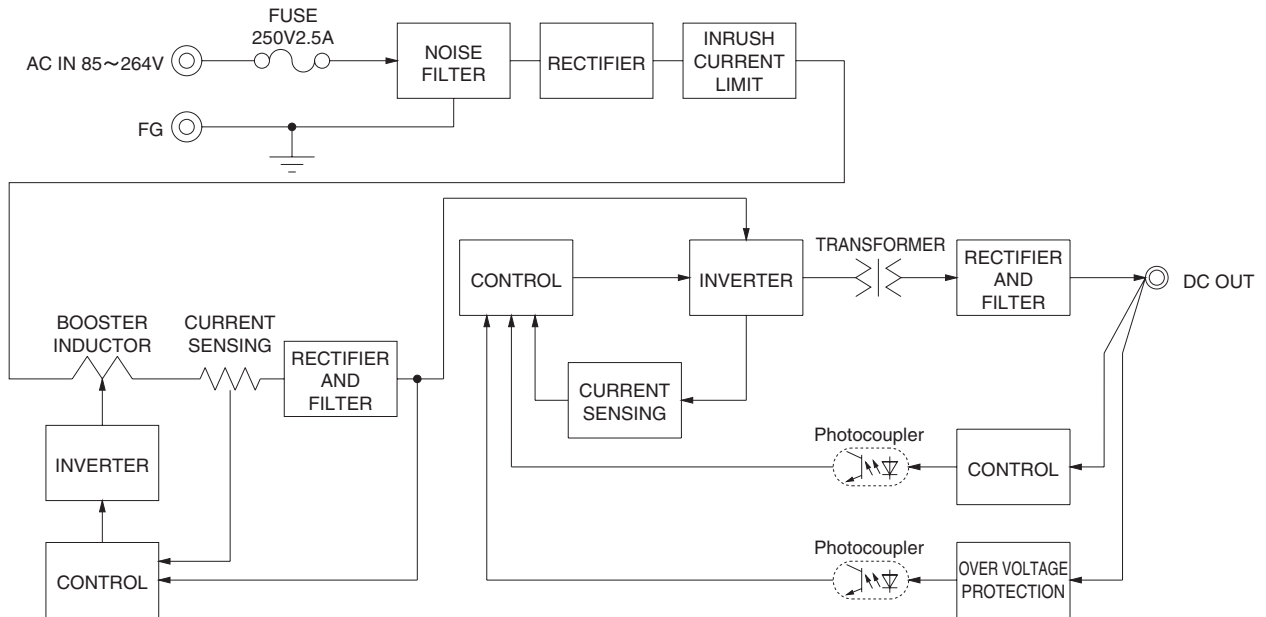 FUSE
250V2.5A
AC IN 85～264V
NOISE
FILTER
RECTIFIER
INRUSH
CURRENT
LIMIT
FG
CONTROL
INVERTER
TRANSFORMER
RECTIFIER
AND
FILTER
DC OUT
BOOSTER
INDUCTOR
CURRENT
SENSING
RECTIFIER
AND
FILTER
CURRENT
SENSING
INVERTER
Photocoupler
CONTROL
CONTROL
Photocoupler
OVER VOLTAGE
PROTECTION